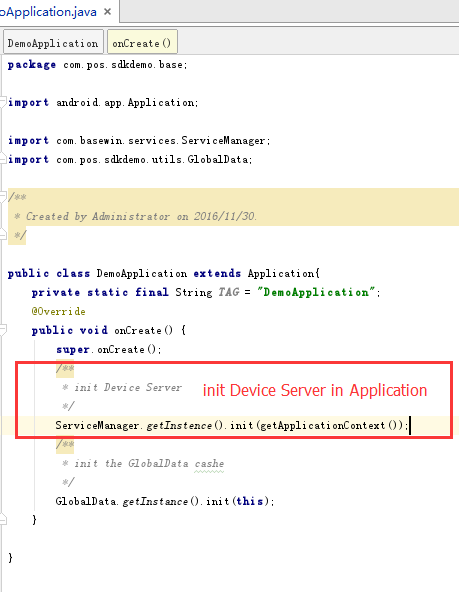 oApplication.java ×
DemoApplication onCreate()
package com.pos.sdkdemo.base;
import android.app.Application;
import com.basewin.services.ServiceManager;
import com.pos.sdkdemo.utils.GlobalData;
/**
* Created by Administrator on 2016/11/30.
*/
public class DemoApplication extends Application{
private static final String TAG = "DemoApplication";
@Override
public void onCreate() {
super.onCreate();
/**
* init Device Server init Device Server in Application
*/
ServiceManager.getInstence().init(getApplicationContext());
/**
* init the GlobalData cashe
*/
GlobalData.getInstance().init(this);
}
}